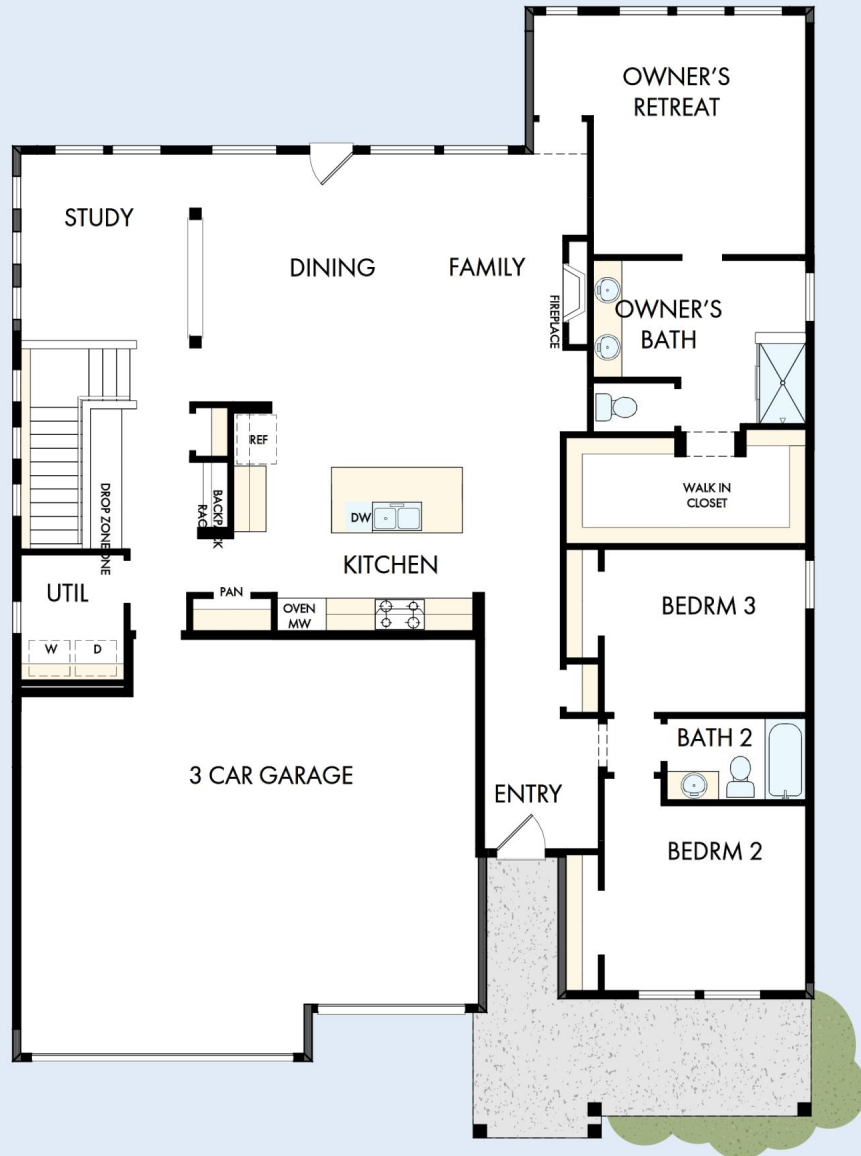 OWNER'S
RETREAT
STUDY
DINING
FAMILY
FIREPLACE
OWNER'S
BATH
REF
DROP ZONE
BACKPACK
RAC
WALK IN
CLOSET
DW
KITCHEN
UTIL
W
D
PAN
OVEN
MW
BEDRM 3
3 CAR GARAGE
BATH 2
ENTRY
BEDRM 2